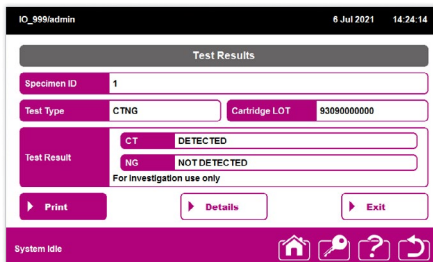 IO_999/admin 6 Jul 2021 14:24:14
Test Results
Specimen ID 1
Test Type CTNG Cartridge LOT 93090000000
Test Result
CT DETECTED
NG NOT DETECTED
For investigation use only
Print Details Exit
System Idle
?